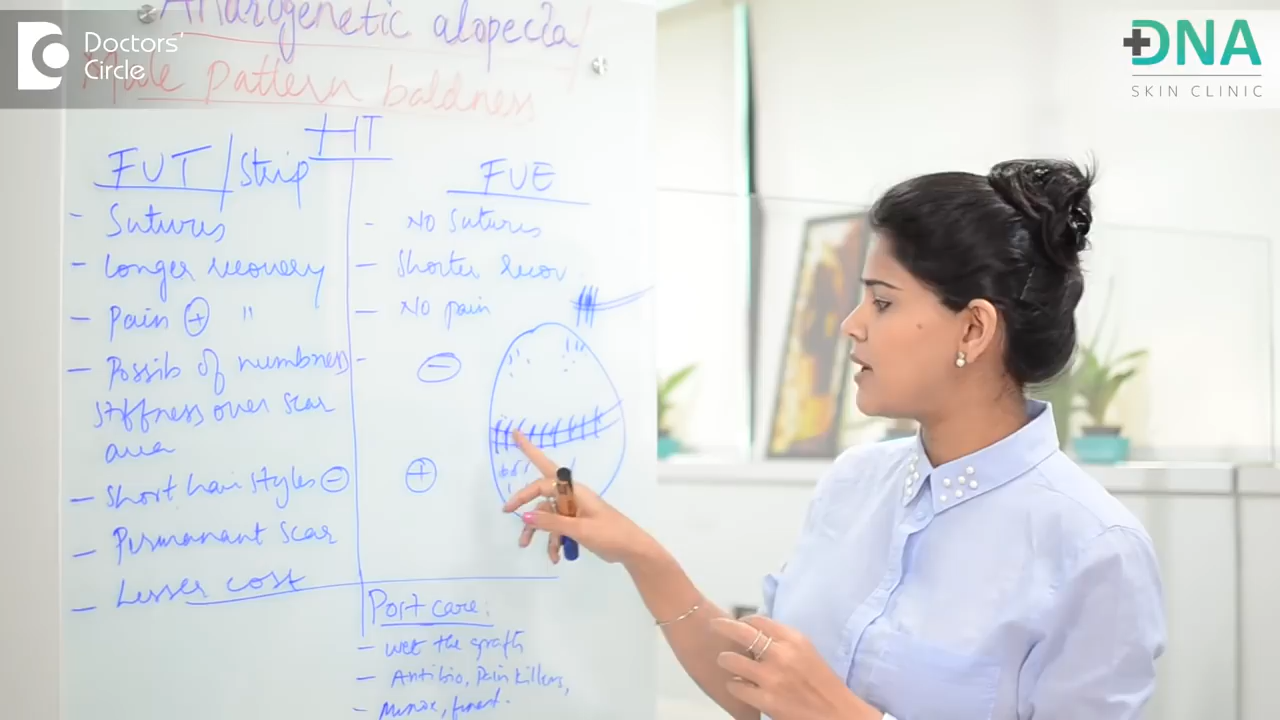 Androgenetic alopecia/
Male Pattern baldness
HT
FUT/Strip
- Sutures
- Longer recovery
- Pain + "
- Possib of numbness
stiffness over scar
area
- Short hair styles -
- Permanant scar
- Lesser cost
FUE
- No Sutures
- Shorter recov
- No pain
- -
+
Post care:
- wet the grafts
- Antibio, Pain killers,
- Minox, finast.
Doctors'
Circle
DNA
SKIN CLINIC